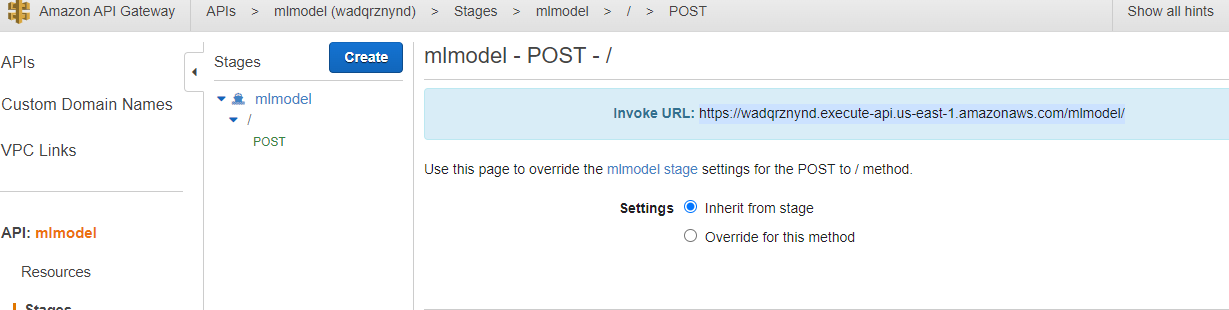 Amazon API Gateway APIs > mlmodel (wadqrznynd) > Stages > mlmodel > / > POST Show all hints
APIs
Custom Domain Names
VPC Links
API: mlmodel
Resources
Stages
Stages Create
mlmodel
/
POST
mlmodel - POST - /
Invoke URL: https://wadqrznynd.execute-api.us-east-1.amazonaws.com/mlmodel/
Use this page to override the mlmodel stage settings for the POST to / method.
Settings Inherit from stage
Override for this method